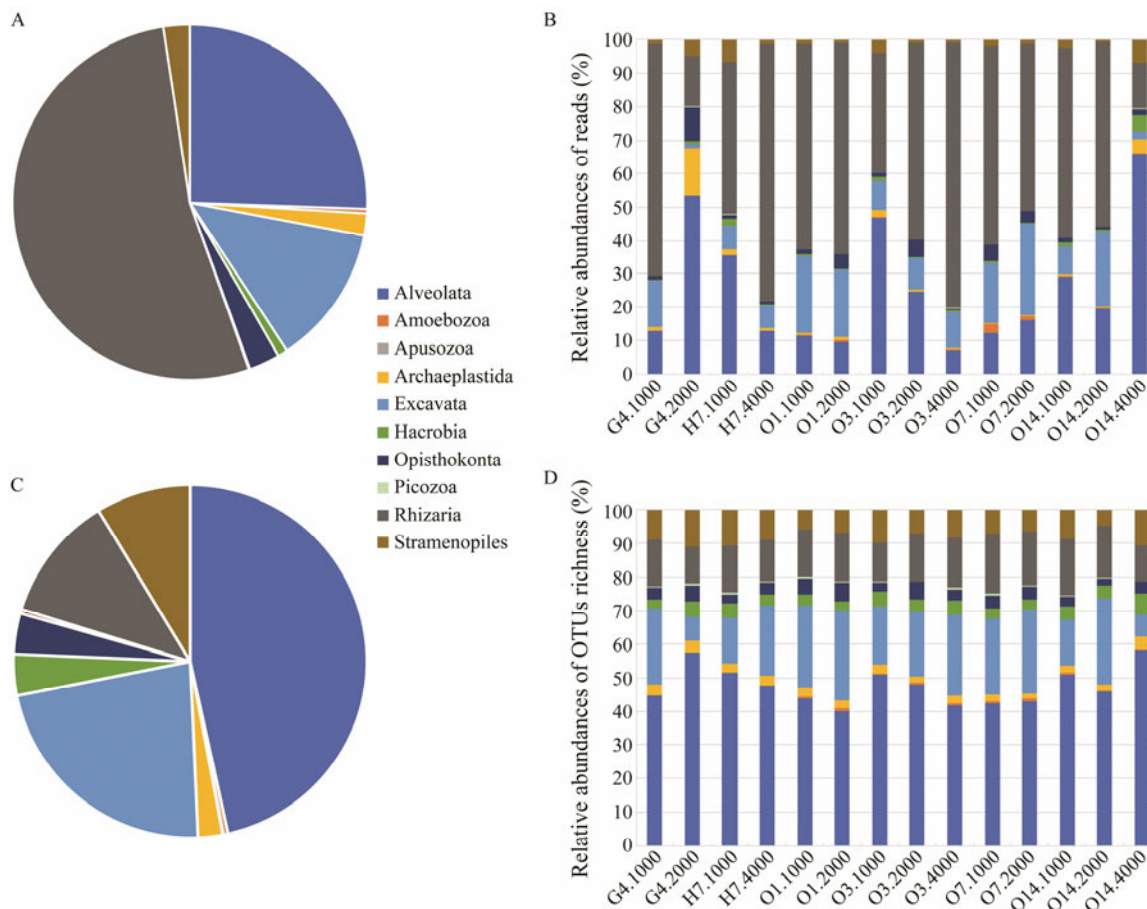 A
B
Relative abundances of reads (%)
100
90
80
70
60
50
40
30
20
10
0
G4.1000
G4.2000
H7.1000
H7.4000
O1.1000
O1.2000
O3.1000
O3.2000
O3.4000
O7.1000
O7.2000
O14.1000
O14.2000
O14.4000
Alveolata
Amoebozoa
Apusozoa
Archaeplastida
Excavata
Hacrobia
Opisthokonta
Picozoa
Rhizaria
Stramenopiles
C
D
Relative abundances of OTUs richness (%)
100
90
80
70
60
50
40
30
20
10
0
G4.1000
G4.2000
H7.1000
H7.4000
O1.1000
O1.2000
O3.1000
O3.2000
O3.4000
O7.1000
O7.2000
O14.1000
O14.2000
O14.4000